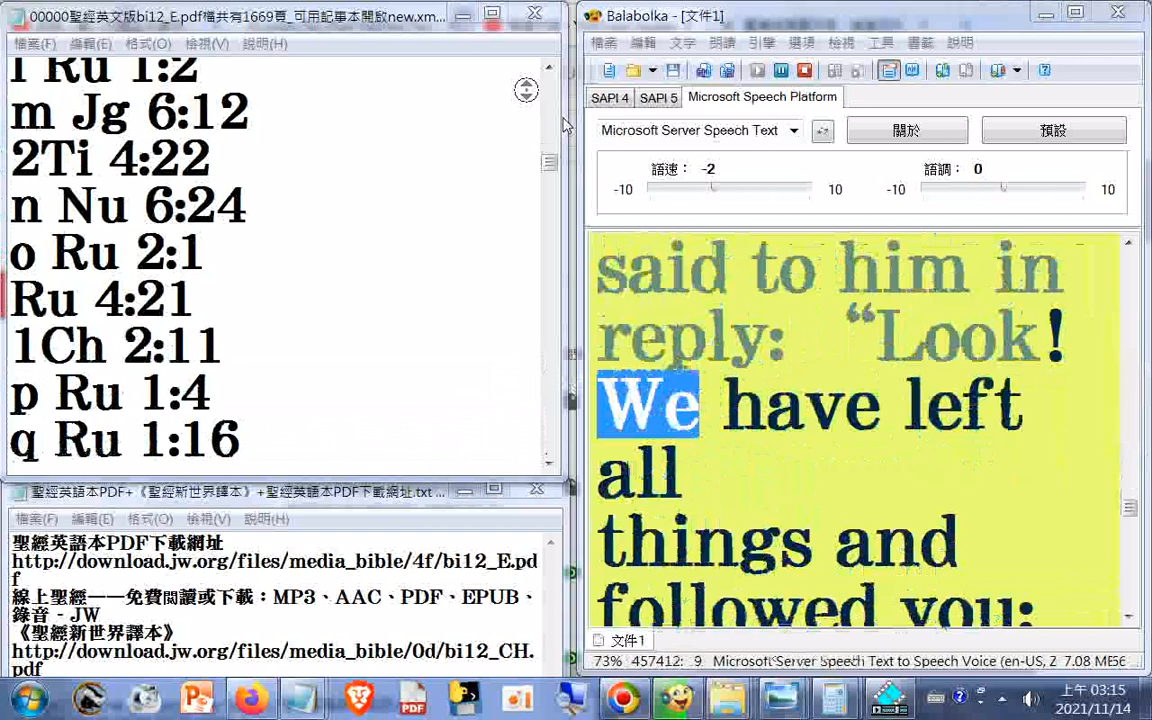 00000聖經英文版bi12_E.pdf檔共有1669頁_可用記事本開啟new.xm...
檔案(F) 編輯(E) 格式(O) 檢視(V) 說明(H)
l Ru 1:2
m Jg 6:12
2Ti 4:22
n Nu 6:24
o Ru 2:1
Ru 4:21
1Ch 2:11
p Ru 1:4
q Ru 1:16
聖經英語本PDF+《聖經新世界譯本》+聖經英語本PDF下載網址.txt ...
檔案(F) 編輯(E) 格式(O) 檢視(V) 說明(H)
聖經英語本PDF下載網址
http://download.jw.org/files/media_bible/4f/bi12_E.pd
f
線上聖經——免費閱讀或下載：MP3、AAC、PDF、EPUB、
錄音 - JW
《聖經新世界譯本》
http://download.jw.org/files/media_bible/0d/bi12_CH.
pdf
Balabolka - [文件1]
檔案 編輯 文字 朗讀 引擎 選項 檢視 工具 書籤 說明
SAPI 4 SAPI 5 Microsoft Speech Platform
Microsoft Server Speech Text 關於 預設
語速： -2 語調： 0
-10 10 -10 10
said to him in
reply: “Look!
We have left
all
things and
followed you;
文件1
73% 457412: 9 Microsoft Server Speech Text to Speech Voice (en-US, Z 7.08 ME56
上午 03:15
2021/11/14